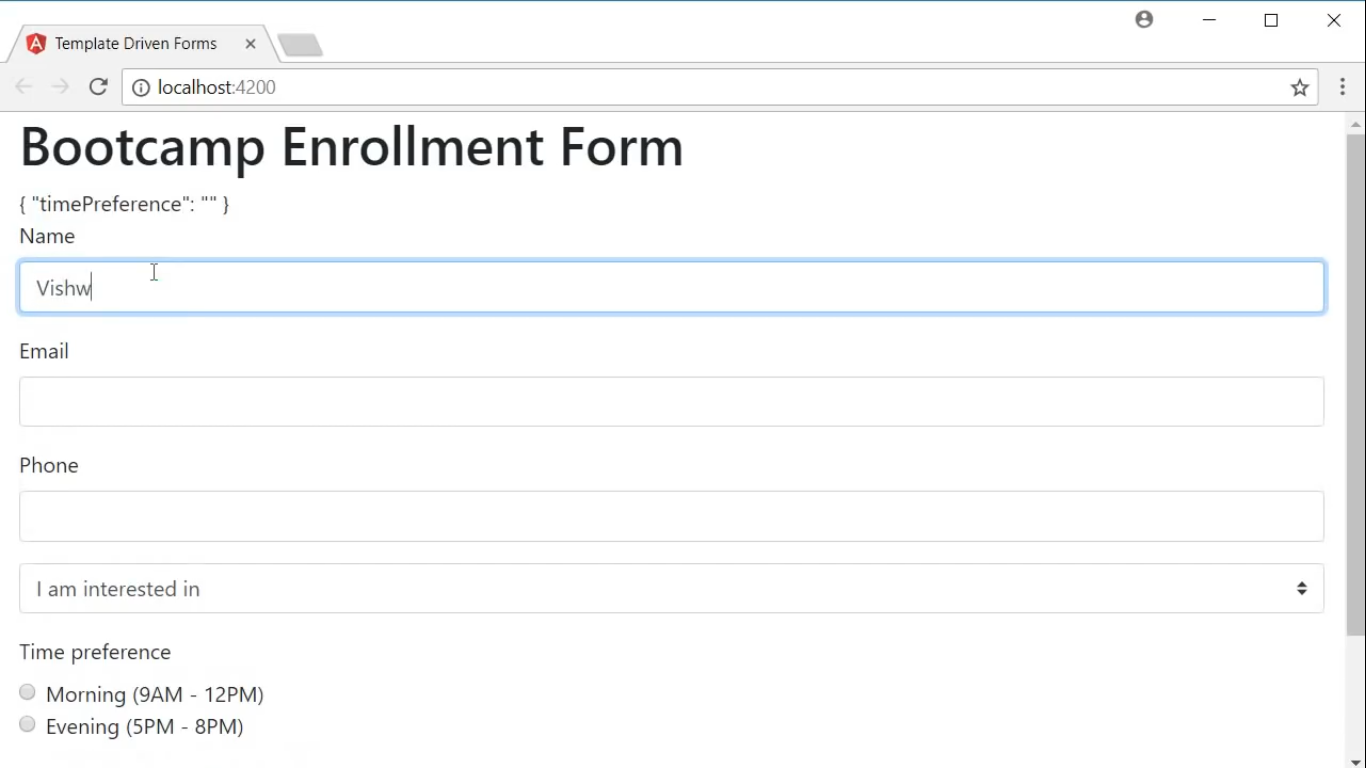 Template Driven Forms
localhost:4200
Bootcamp Enrollment Form
{ "timePreference": "" }
Name
Vishw
Email
Phone
I am interested in
Time preference
Morning (9AM - 12PM)
Evening (5PM - 8PM)